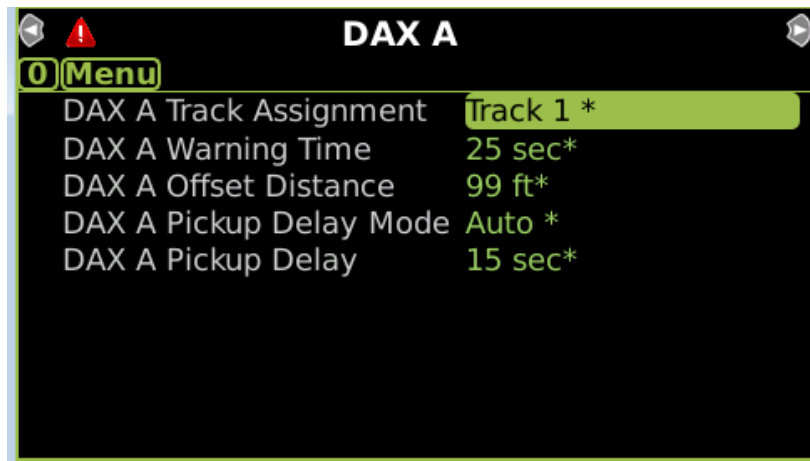 DAX A
0 Menu
DAX A Track Assignment Track 1 *
DAX A Warning Time 25 sec*
DAX A Offset Distance 99 ft*
DAX A Pickup Delay Mode Auto *
DAX A Pickup Delay 15 sec*